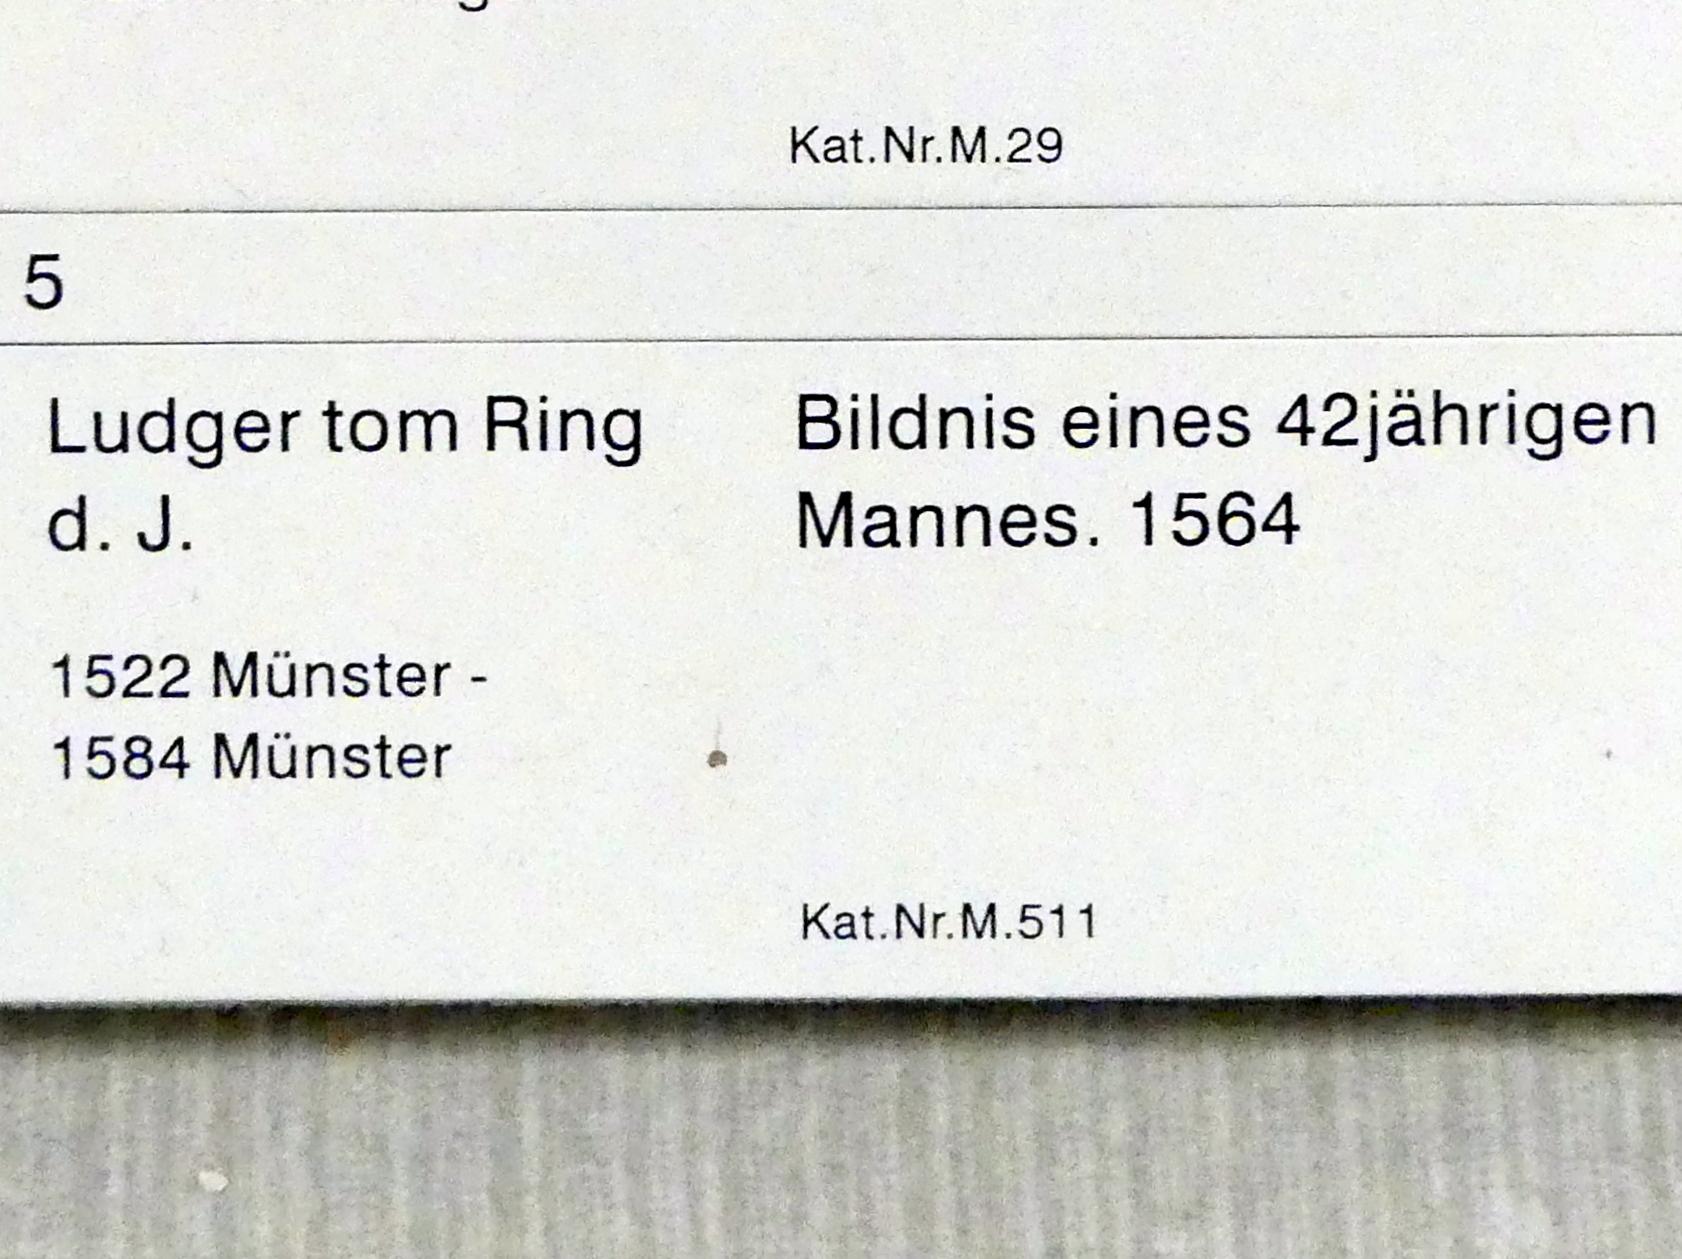 Kat.Nr.M.29
5
Ludger tom Ring
d. J.
1522 Münster -
1584 Münster
Bildnis eines 42jährigen
Mannes. 1564
Kat.Nr.M.511